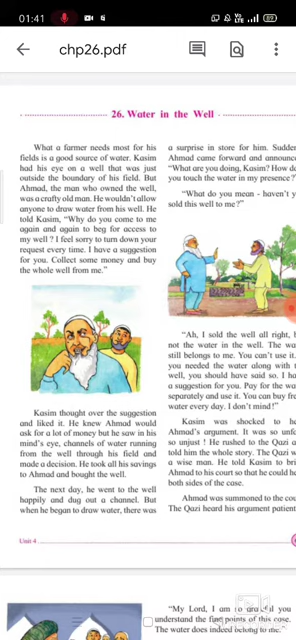 01:41
Vo
LTE
69
chp26.pdf
26. Water in the Well
What a farmer needs most for his
fields is a good source of water. Kasim
had his eye on a well that was just
outside the boundary of his field. But
Ahmad, the man who owned the well,
was a crafty old man. He wouldn't allow
anyone to draw water from his well. He
told Kasim, "Why do you come to me
again and again to beg for access to
my well ? I feel sorry to turn down your
request every time. I have a suggestion
for you. Collect some money and buy
the whole well from me."
Kasim thought over the suggestion
and liked it. He knew Ahmad would
ask for a lot of money but he saw in his
mind's eye, channels of water running
from the well through his field and
made a decision. He took all his savings
to Ahmad and bought the well.
The next day, he went to the well
happily and dug out a channel. But
when he began to draw water, there was
a surprise in store for him.
Ahmad came forward and
"What are you doing, Kasim? How
you touch the water in my presence?"
"What do you mean - haven't
sold this well to me?"
"Ah, I sold the well all right,
not the water in the well. The
still belongs to me. You can't use it.
you needed the water along with
well, you should have said so. I
a suggestion for you. Pay for the
separately and use it. You can buy
water every day. I don't mind!"
Kasim was shocked to
Ahmad's argument. It was so
so unjust ! He rushed to the Qazi
told him the whole story. The Qazi
a wise man. He told Kasim to
Ahmad to his court so that he could
both sides of the case.
Ahmad was summoned to the
The Qazi heard his argument
Unit 4
"My Lord, I am grateful you
understand the fine points of this case.
The water does indeed belong to me."